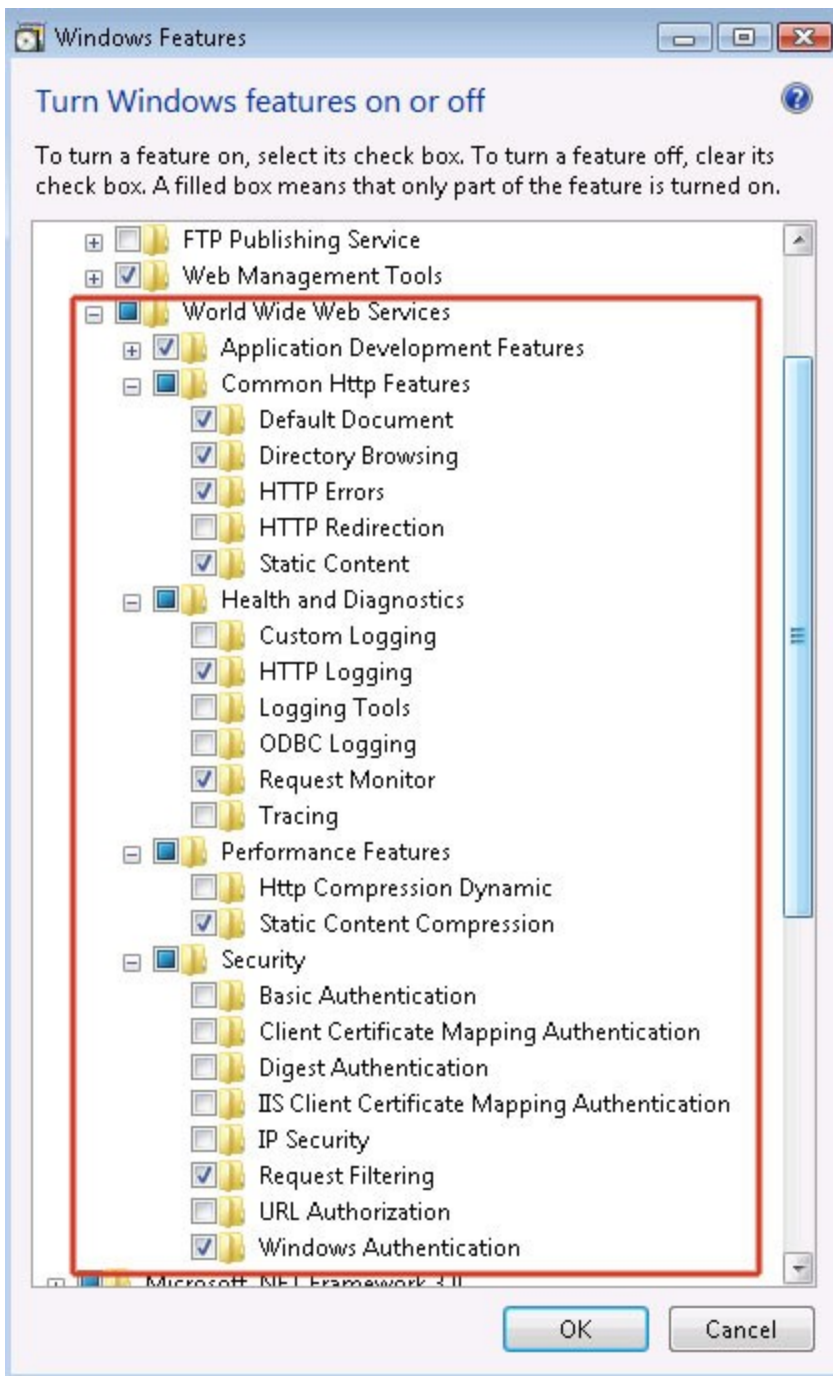 Windows Features
Turn Windows features on or off
To turn a feature on, select its check box. To turn a feature off, clear its
check box. A filled box means that only part of the feature is turned on.
FTP Publishing Service
Web Management Tools
World Wide Web Services
Application Development Features
Common Http Features
Default Document
Directory Browsing
HTTP Errors
HTTP Redirection
Static Content
Health and Diagnostics
Custom Logging
HTTP Logging
Logging Tools
ODBC Logging
Request Monitor
Tracing
Performance Features
Http Compression Dynamic
Static Content Compression
Security
Basic Authentication
Client Certificate Mapping Authentication
Digest Authentication
IIS Client Certificate Mapping Authentication
IP Security
Request Filtering
URL Authorization
Windows Authentication
Microsoft .NET Framework 3.0
OK
Cancel